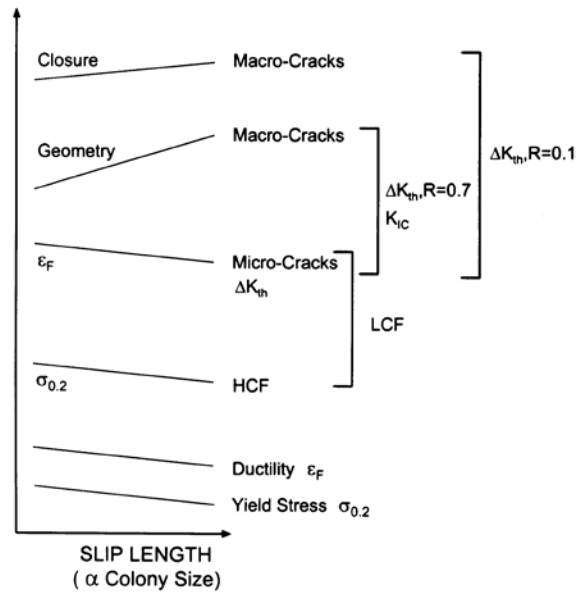 Closure
Macro-Cracks
Geometry
Macro-Cracks
ΔKth,R=0.1
ΔKth,R=0.7
KIC
εF
Micro-Cracks
ΔKth
LCF
σ0.2
HCF
Ductility εF
Yield Stress σ0.2
SLIP LENGTH
( α Colony Size)